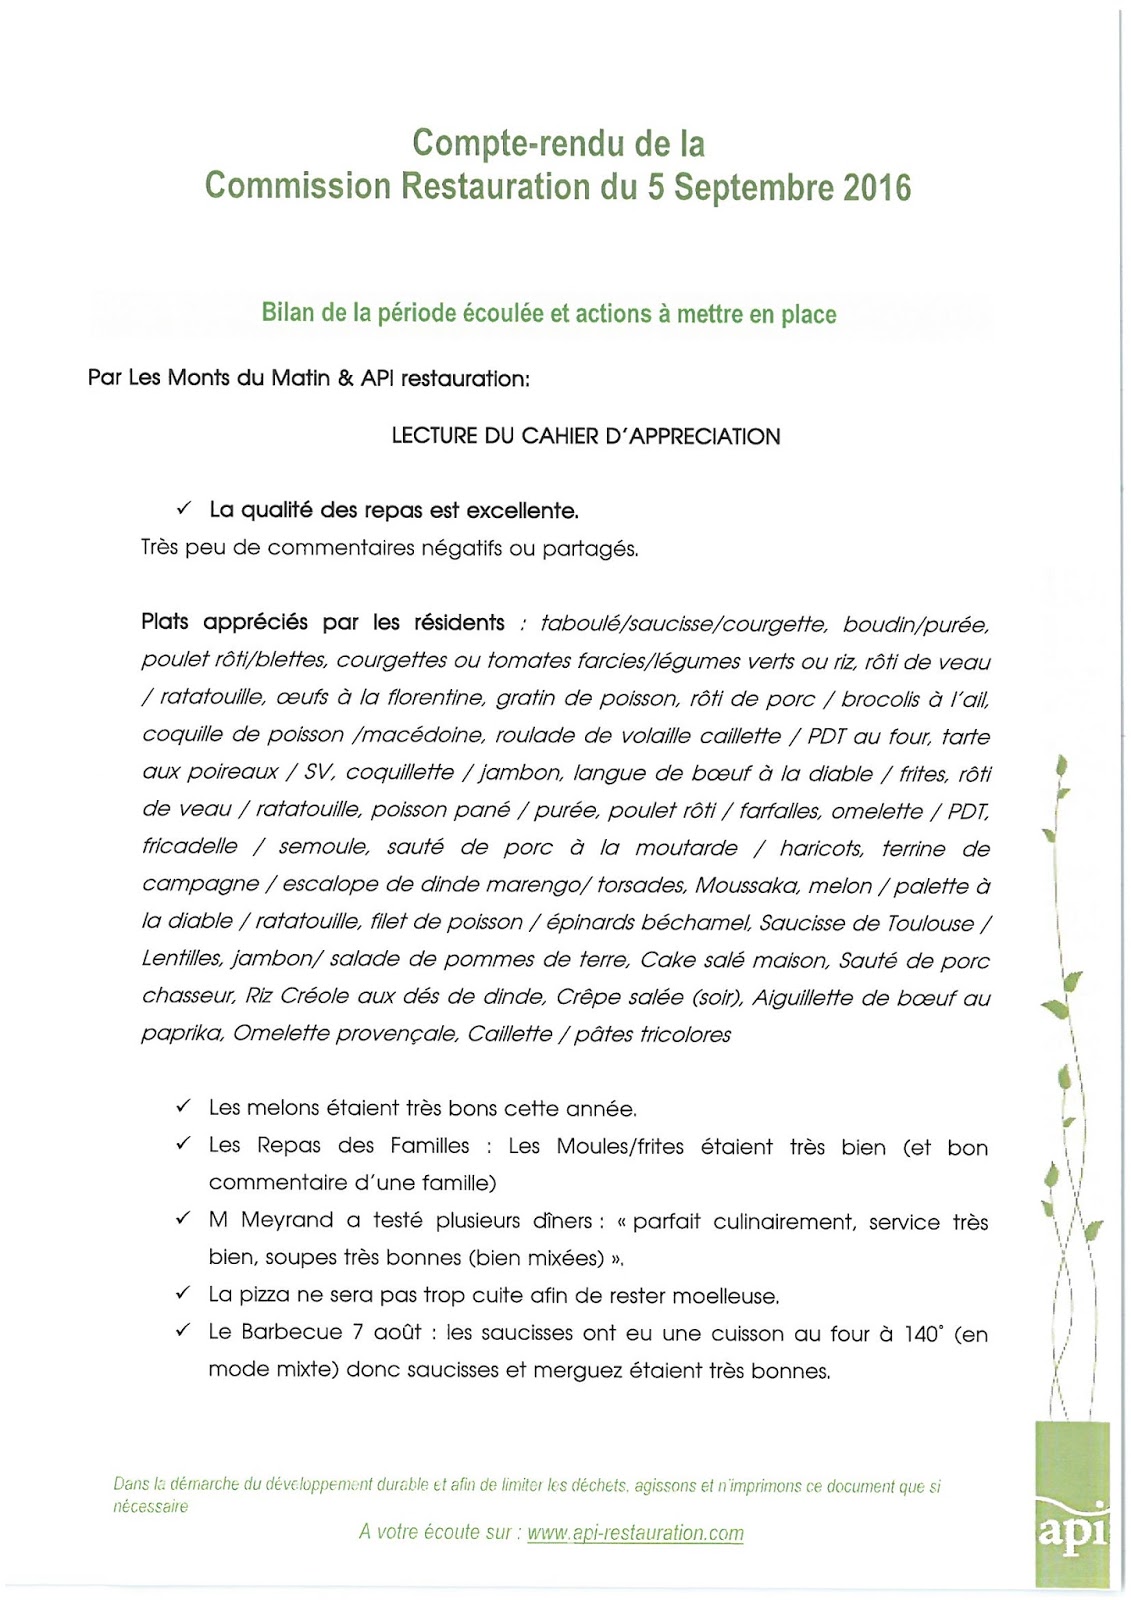 Compte-rendu de la
Commission Restauration du 5 Septembre 2016
Bilan de la période écoulée et actions à mettre en place
Par Les Monts du Matin & API restauration:
LECTURE DU CAHIER D'APPRECIATION
✓ La qualité des repas est excellente.
Très peu de commentaires négatifs ou partagés.
Plats appréciés par les résidents : taboulé/saucisse/courgette, boudin/purée,
poulet rôti/blettes, courgettes ou tomates farcies/légumes verts ou riz, rôti de veau
/ ratatouille, œufs à la florentine, gratin de poisson, rôti de porc / brocolis à l'ail,
coquille de poisson /macédoine, roulade de volaille caillette / PDT au four, tarte
aux poireaux / SV, coquillette / jambon, langue de bœuf à la diable / frites, rôti
de veau / ratatouille, poisson pané / purée, poulet rôti / farfalles, omelette / PDT,
fricadelle / semoule, sauté de porc à la moutarde / haricots, terrine de
campagne / escalope de dinde marengo/ torsades, Moussaka, melon / palette à
la diable / ratatouille, filet de poisson / épinards béchamel, Saucisse de Toulouse /
Lentilles, jambon/ salade de pommes de terre, Cake salé maison, Sauté de porc
chasseur, Riz Créole aux dés de dinde, Crêpe salée (soir), Aiguillette de bœuf au
paprika, Omelette provençale, Caillette / pâtes tricolores
✓ Les melons étaient très bons cette année.
✓ Les Repas des Familles : Les Moules/frites étaient très bien (et bon
commentaire d'une famille)
✓ M Meyrand a testé plusieurs dîners : « parfait culinairement, service très
bien, soupes très bonnes (bien mixées) ».
✓ La pizza ne sera pas trop cuite afin de rester moelleuse.
✓ Le Barbecue 7 août : les saucisses ont eu une cuisson au four à 140° (en
mode mixte) donc saucisses et merguez étaient très bonnes.
Dans la démarche du développement durable et afin de limiter les déchets, agissons et n'imprimons ce document que si
nécessaire
A votre écoute sur : www.api-restauration.com
api